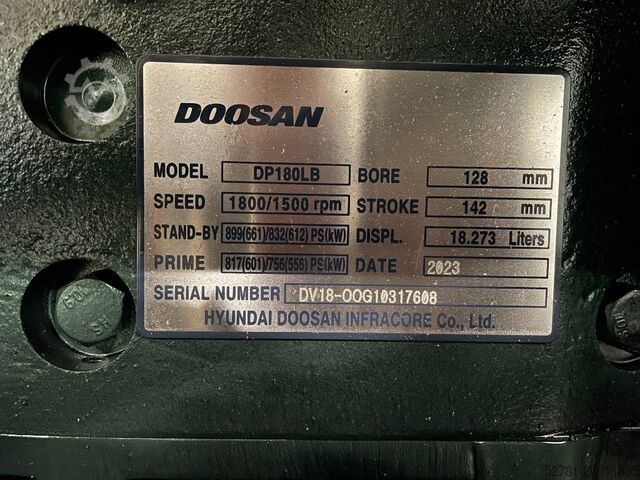 DOOSAN
MODEL DP180LB BORE 128 mm
SPEED 1800/1500 rpm STROKE 142 mm
STAND-BY 899(661)/832(612) PS(kW) DISPL. 18.273 Liters
PRIME 817(601)/756(556) PS(kW) DATE 2023
SERIAL NUMBER DV18-OOG10317608
HYUNDAI DOOSAN INFRACORE Co., Ltd.